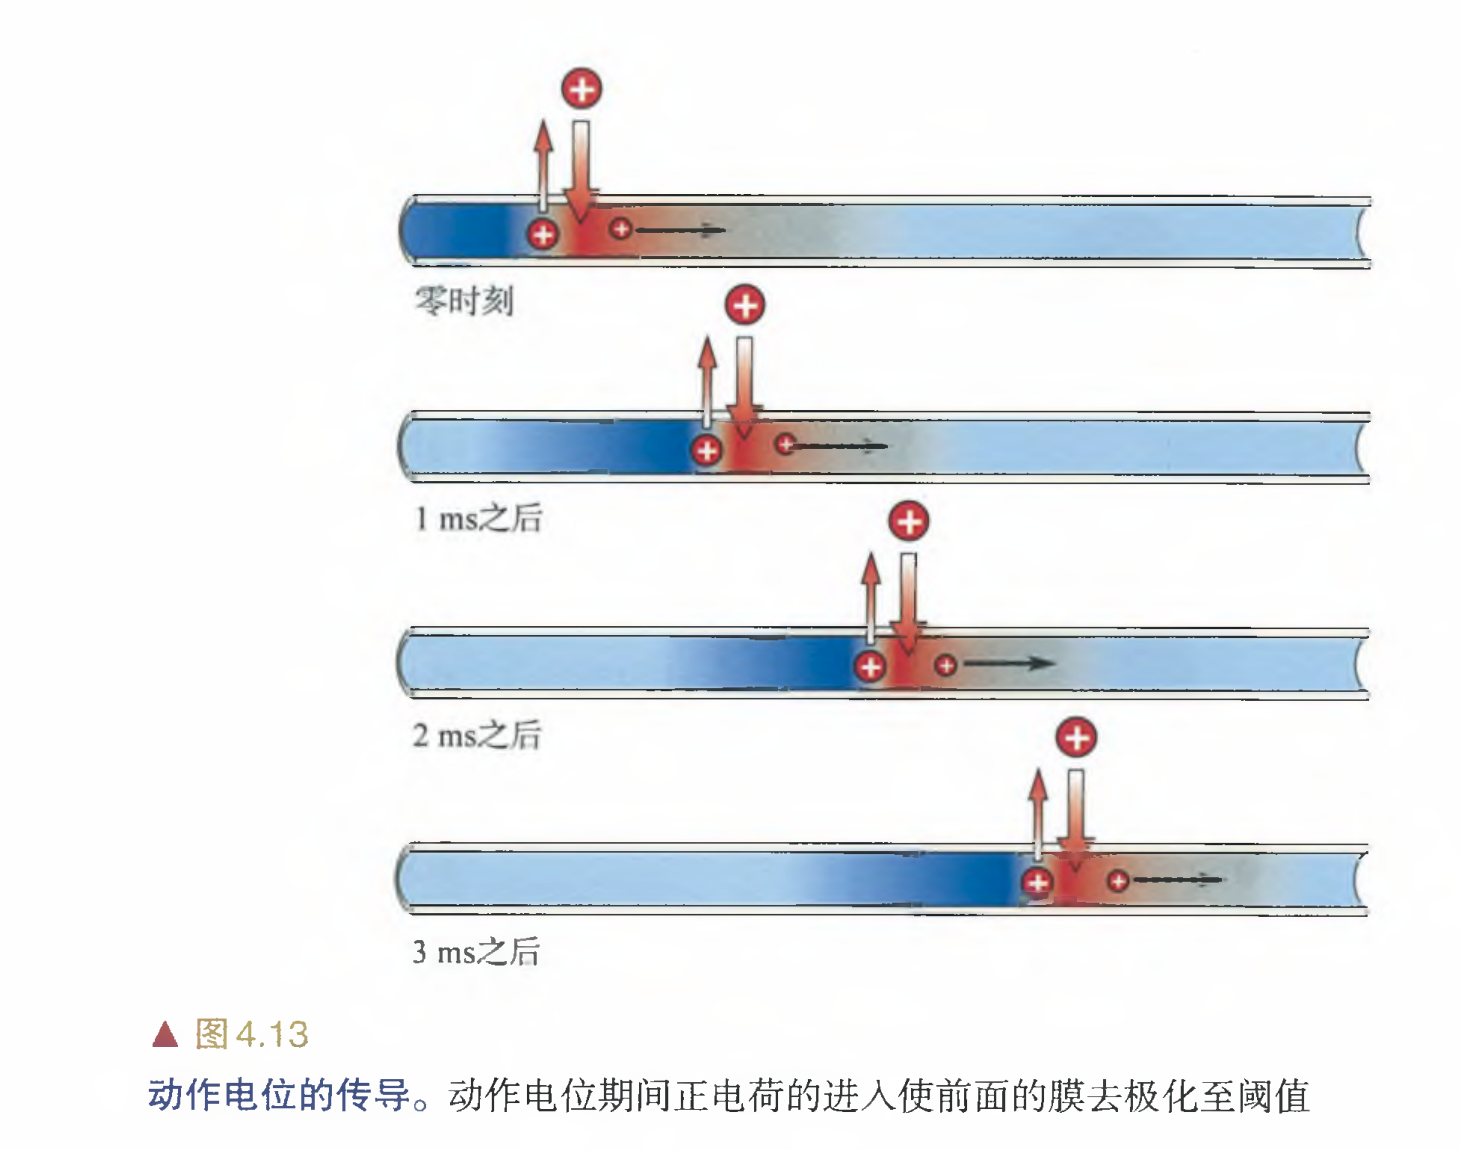 零时刻
1 ms之后
2 ms之后
3 ms之后
▲ 图4.13
动作电位的传导。动作电位期间正电荷的进入使前面的膜去极化至阈值